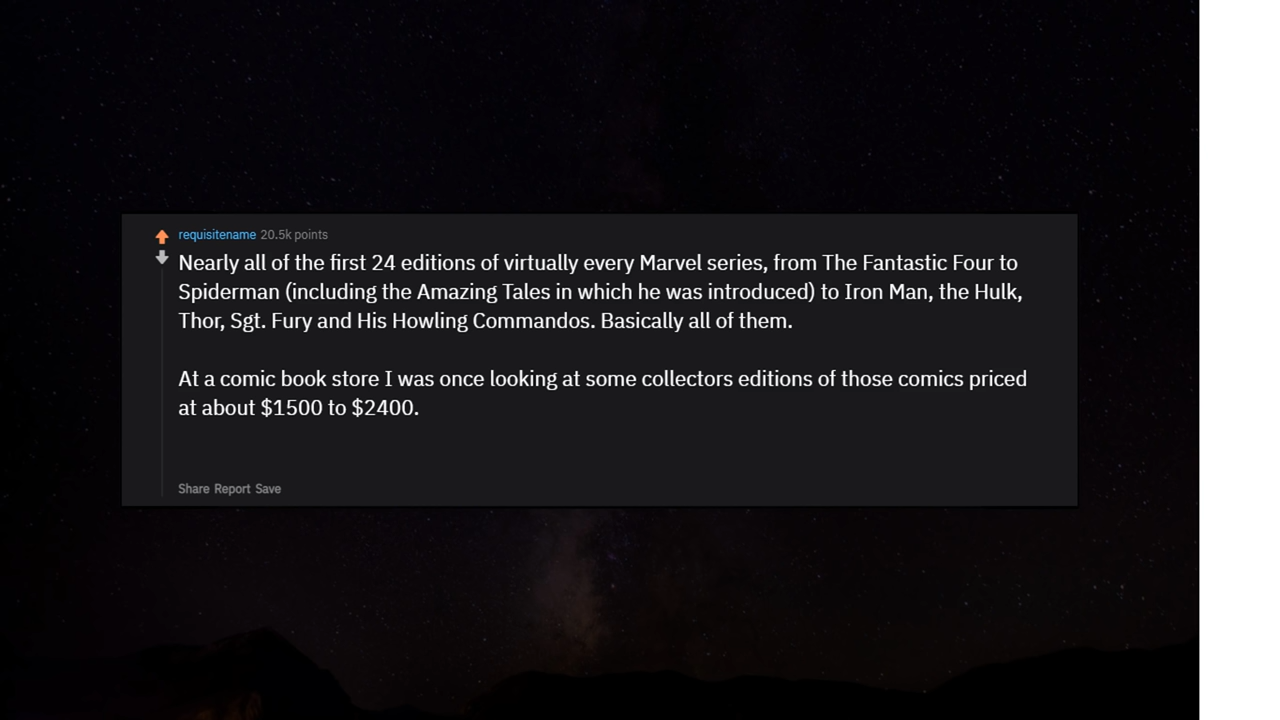 requisitename 20.5k points
Nearly all of the first 24 editions of virtually every Marvel series, from The Fantastic Four to
Spiderman (including the Amazing Tales in which he was introduced) to Iron Man, the Hulk,
Thor, Sgt. Fury and His Howling Commandos. Basically all of them.
At a comic book store I was once looking at some collectors editions of those comics priced
at about $1500 to $2400.
Share Report Save